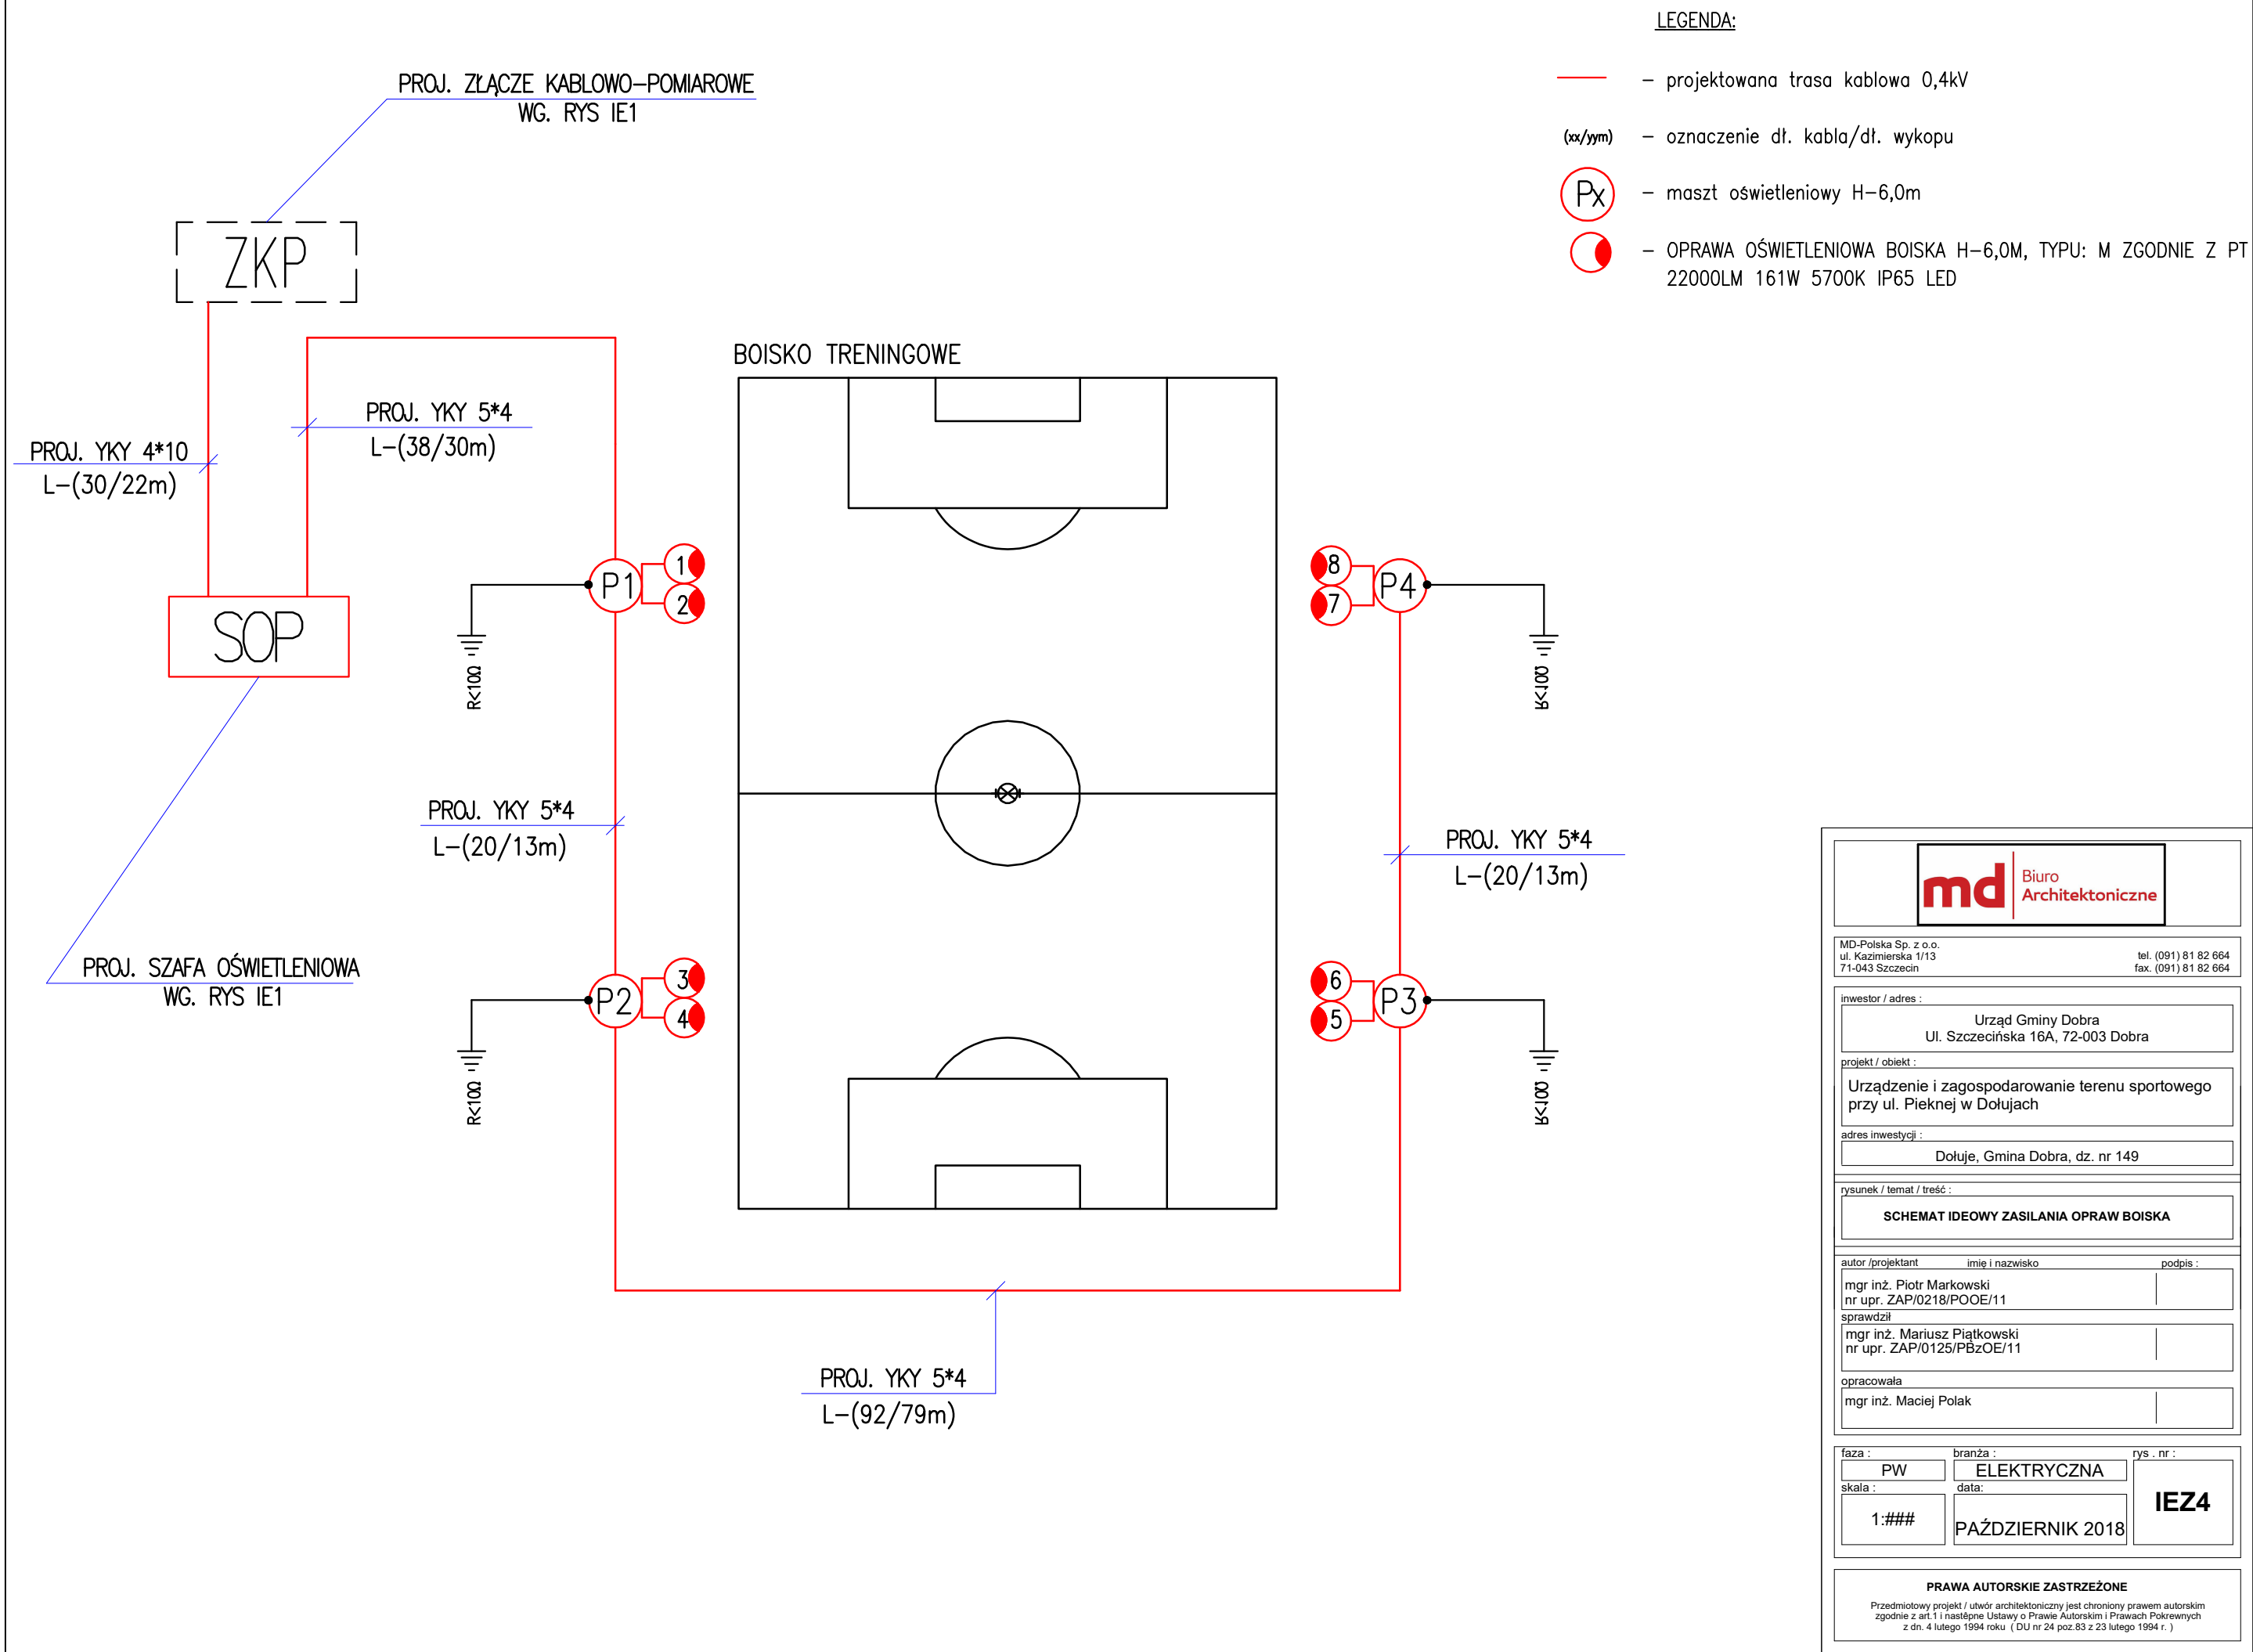 LEGENDA:
– projektowana trasa kablowa 0,4kV
(xx/yym) – oznaczenie dł. kabla/dł. wykopu
Px – maszt oświetleniowy H–6,0m
– OPRAWA OŚWIETLENIOWA BOISKA H–6,0M, TYPU: M ZGODNIE Z PT
22000LM 161W 5700K IP65 LED
PROJ. ZŁĄCZE KABLOWO–POMIAROWE
WG. RYS IE1
ZKP
BOISKO TRENINGOWE
PROJ. YKY 5*4
L–(38/30m)
PROJ. YKY 4*10
L–(30/22m)
SOP
P1
1
2
8
7
P4
R<10Ω
R<10Ω
PROJ. YKY 5*4
L–(20/13m)
PROJ. YKY 5*4
L–(20/13m)
PROJ. SZAFA OŚWIETLENIOWA
WG. RYS IE1
P2
3
4
6
5
P3
R<10Ω
R<10Ω
PROJ. YKY 5*4
L–(92/79m)
md Biuro
Architektoniczne
MD-Polska Sp. z o.o.
ul. Kazimierska 1/13
71-043 Szczecin
tel. (091) 81 82 664
fax. (091) 81 82 664
inwestor / adres :
Urząd Gminy Dobra
Ul. Szczecińska 16A, 72-003 Dobra
projekt / obiekt :
Urządzenie i zagospodarowanie terenu sportowego
przy ul. Pieknej w Dołujach
adres inwestycji :
Dołuje, Gmina Dobra, dz. nr 149
rysunek / temat / treść :
SCHEMAT IDEOWY ZASILANIA OPRAW BOISKA
autor /projektant imię i nazwisko podpis :
mgr inż. Piotr Markowski
nr upr. ZAP/0218/POOE/11
sprawdził
mgr inż. Mariusz Piątkowski
nr upr. ZAP/0125/PBzOE/11
opracowała
mgr inż. Maciej Polak
faza : branża : rys . nr :
PW ELEKTRYCZNA
skala : data:
1:### PAŹDZIERNIK 2018
IEZ4
PRAWA AUTORSKIE ZASTRZEŻONE
Przedmiotowy projekt / utwór architektoniczny jest chroniony prawem autorskim
zgodnie z art.1 i następne Ustawy o Prawie Autorskim i Prawach Pokrewnych
z dn. 4 lutego 1994 roku ( DU nr 24 poz.83 z 23 lutego 1994 r. )